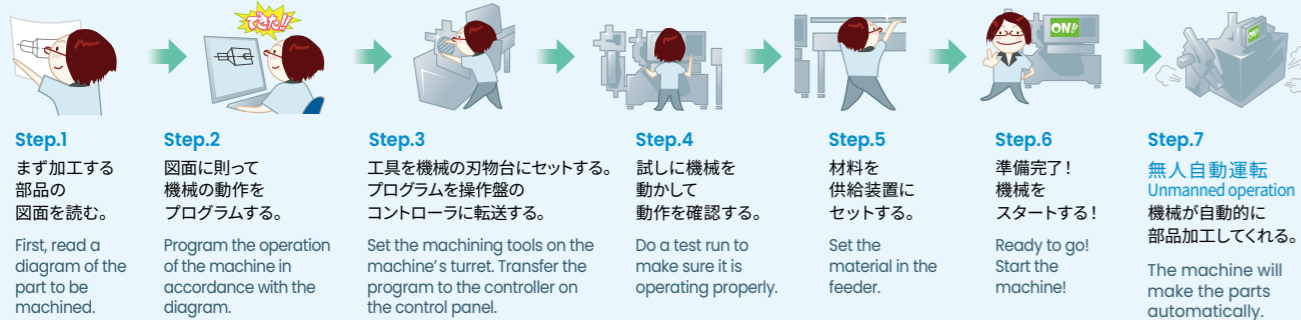 できた!!
ON!!
ON!!
Step.1
まず加工する
部品の
図面を読む。
First, read a
diagram of the
part to be
machined.
Step.2
図面に則って
機械の動作を
プログラムする。
Program the operation
of the machine in
accordance with the
diagram.
Step.3
工具を機械の刃物台にセットする。
プログラムを操作盤の
コントローラに転送する。
Set the machining tools on the
machine’s turret. Transfer the
program to the controller on
the control panel.
Step.4
試しに機械を
動かして
動作を確認する。
Do a test run to
make sure it is
operating properly.
Step.5
材料を
供給装置に
セットする。
Set the
material in the
feeder.
Step.6
準備完了！
機械を
スタートする！
Ready to go!
Start the
machine!
Step.7
無人自動運転
Unmanned operation
機械が自動的に
部品加工してくれる。
The machine will
make the parts
automatically.